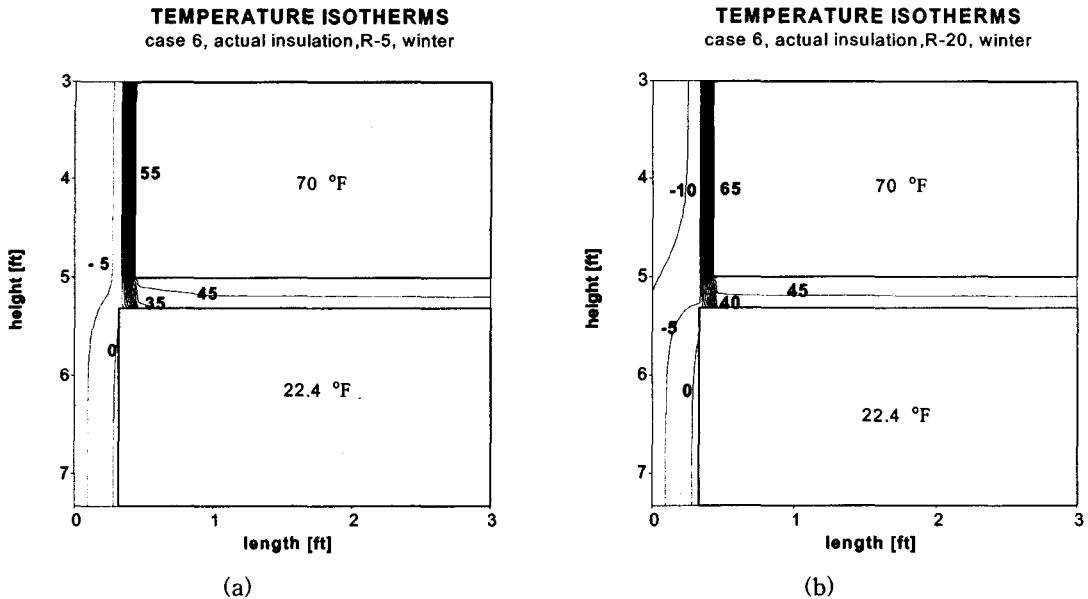 TEMPERATURE ISOTHERMS
case 6, actual insulation,R-5, winter
3
4
5
6
7
height [ft]
55
70 °F
- 5
45
35
0
22.4 °F
0
1
2
3
length [ft]
(a)
TEMPERATURE ISOTHERMS
case 6, actual insulation,R-20, winter
3
4
5
6
7
height [ft]
-10
65
70 °F
45
40
-5
0
22.4 °F
0
1
2
3
length [ft]
(b)